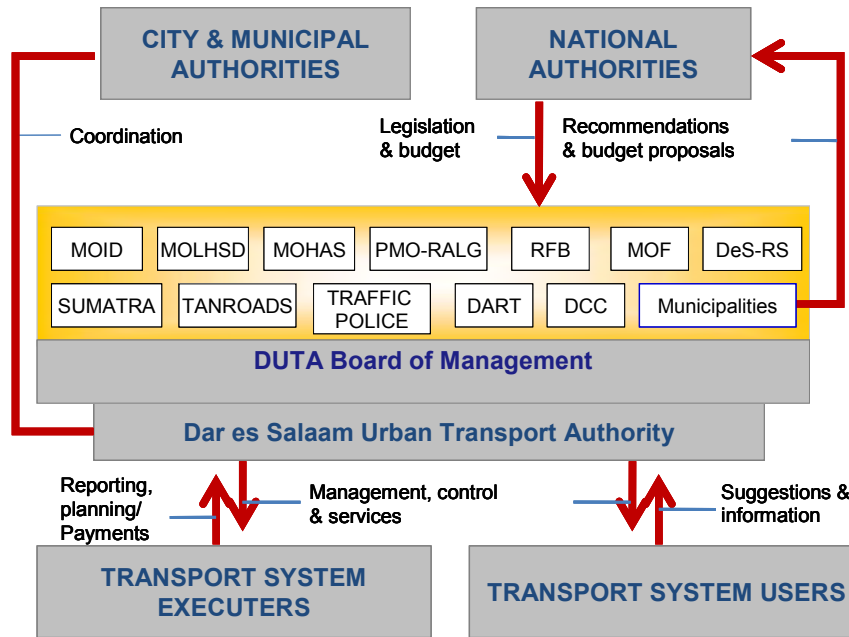 CITY & MUNICIPAL
AUTHORITIES
NATIONAL
AUTHORITIES
Coordination
Legislation
& budget
Recommendations
& budget proposals
MOID
MOLHSD
MOHAS
PMO-RALG
RFB
MOF
DeS-RS
SUMATRA
TANROADS
TRAFFIC
POLICE
DART
DCC
Municipalities
DUTA Board of Management
Dar es Salaam Urban Transport Authority
Reporting,
planning/
Payments
Management, control
& services
Suggestions &
information
TRANSPORT SYSTEM
EXECUTERS
TRANSPORT SYSTEM USERS